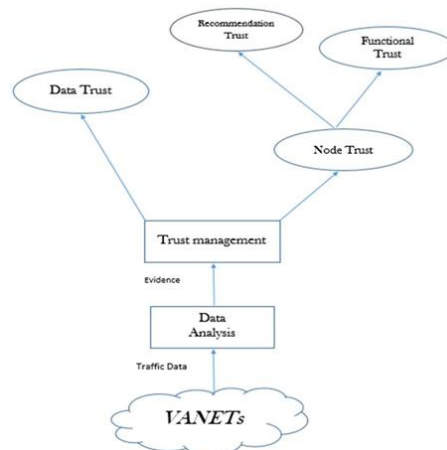 Recommendation
Trust
Functional
Trust
Data Trust
Node Trust
Trust management
Evidence
Data
Analysis
Traffic Data
VANETs